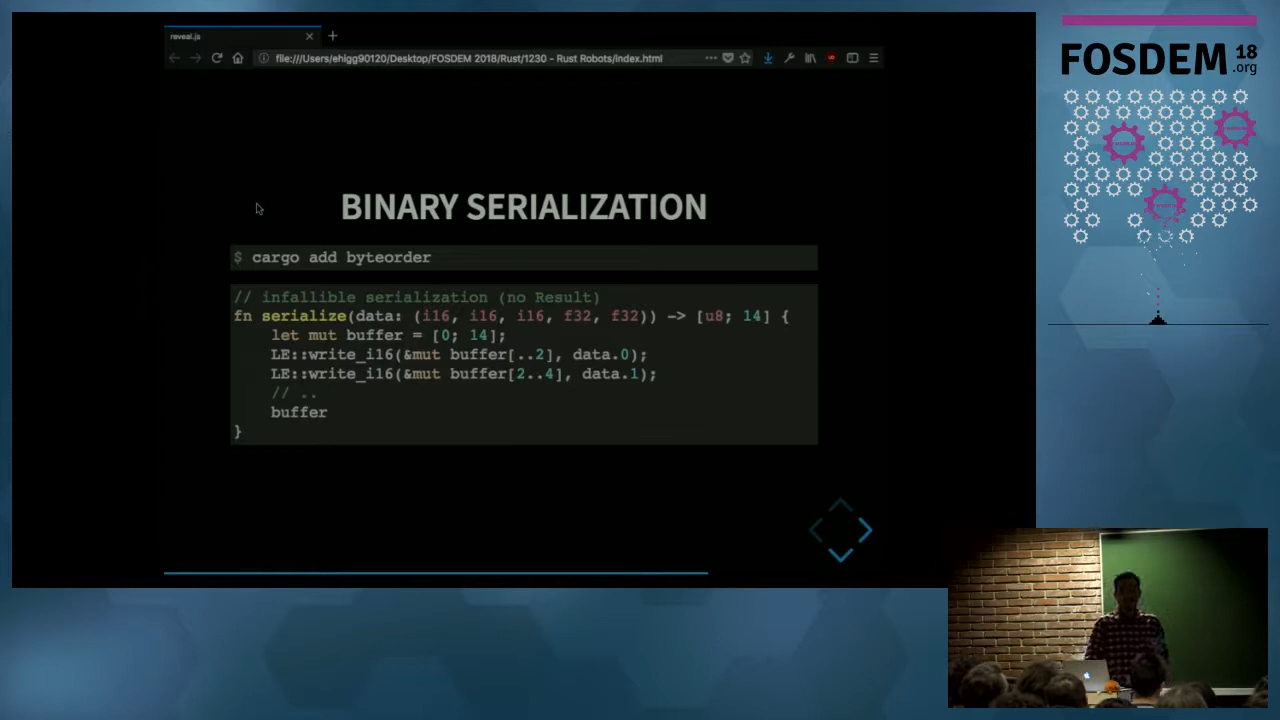 reveal.js
file:///Users/ehigg90120/Desktop/FOSDEM 2018/Rust/1230 - Rust Robots/index.html
BINARY SERIALIZATION
$ cargo add byteorder
// infallible serialization (no Result)
fn serialize(data: (i16, i16, i16, f32, f32)) -> [u8; 14] {
let mut buffer = [0; 14];
LE::write_i16(&mut buffer[..2], data.0);
LE::write_i16(&mut buffer[2..4], data.1);
// ..
buffer
}
FOSDEM 18
.org